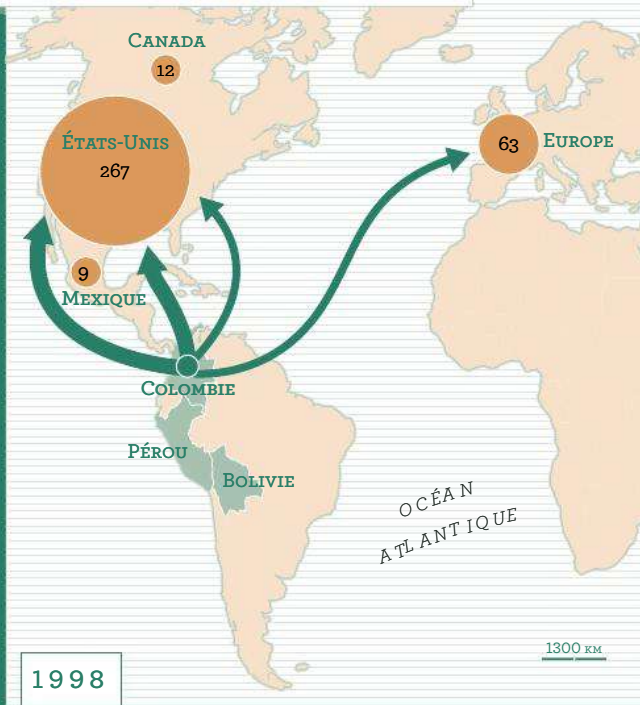 CANADA
12
ÉTATS-UNIS
267
63 EUROPE
9
MEXIQUE
COLOMBIE
PÉROU
BOLIVIE
OCÉAN
ATLANTIQUE
1300 KM
1998